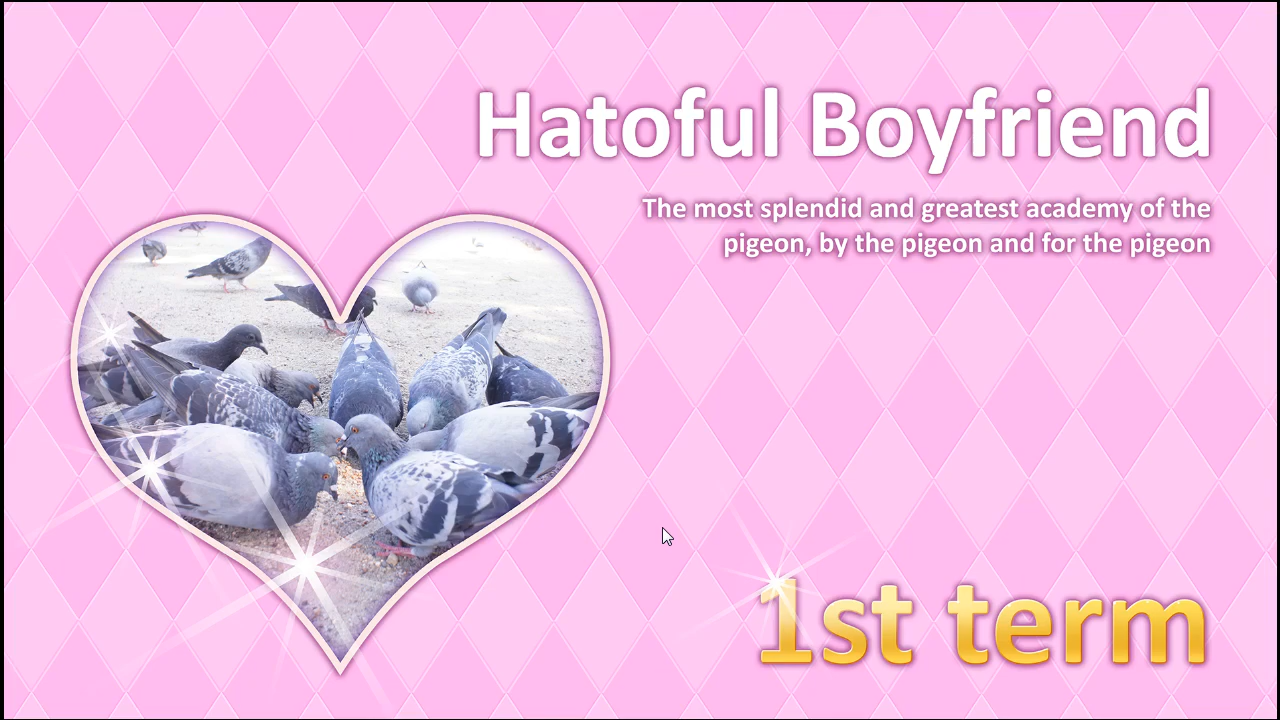 Hatoful Boyfriend
The most splendid and greatest academy of the
pigeon, by the pigeon and for the pigeon
1st term